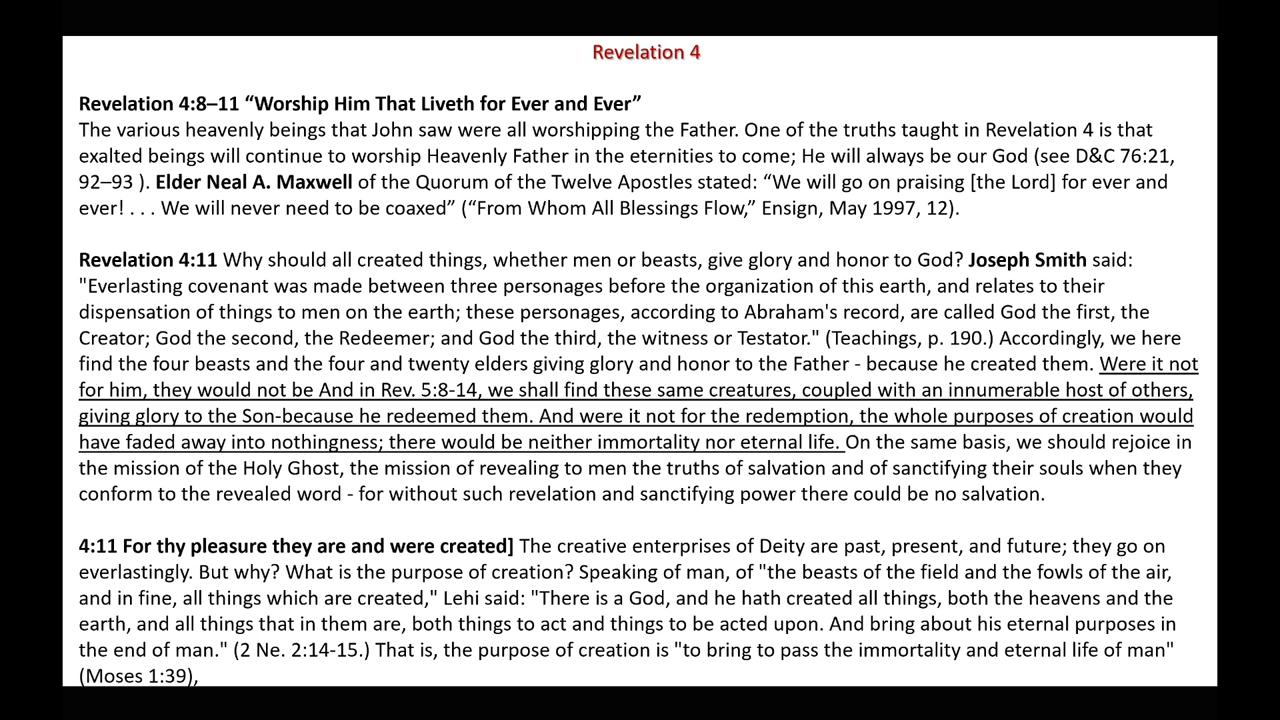 Revelation 4
Revelation 4:8–11 “Worship Him That Liveth for Ever and Ever”
The various heavenly beings that John saw were all worshipping the Father. One of the truths taught in Revelation 4 is that
exalted beings will continue to worship Heavenly Father in the eternities to come; He will always be our God (see D&C 76:21,
92–93 ). Elder Neal A. Maxwell of the Quorum of the Twelve Apostles stated: “We will go on praising [the Lord] for ever and
ever! . . . We will never need to be coaxed” (“From Whom All Blessings Flow,” Ensign, May 1997, 12).
Revelation 4:11 Why should all created things, whether men or beasts, give glory and honor to God? Joseph Smith said:
"Everlasting covenant was made between three personages before the organization of this earth, and relates to their
dispensation of things to men on the earth; these personages, according to Abraham's record, are called God the first, the
Creator; God the second, the Redeemer; and God the third, the witness or Testator." (Teachings, p. 190.) Accordingly, we here
find the four beasts and the four and twenty elders giving glory and honor to the Father - because he created them. Were it not
for him, they would not be And in Rev. 5:8-14, we shall find these same creatures, coupled with an innumerable host of others,
giving glory to the Son-because he redeemed them. And were it not for the redemption, the whole purposes of creation would
have faded away into nothingness; there would be neither immortality nor eternal life. On the same basis, we should rejoice in
the mission of the Holy Ghost, the mission of revealing to men the truths of salvation and of sanctifying their souls when they
conform to the revealed word - for without such revelation and sanctifying power there could be no salvation.
4:11 For thy pleasure they are and were created] The creative enterprises of Deity are past, present, and future; they go on
everlastingly. But why? What is the purpose of creation? Speaking of man, of "the beasts of the field and the fowls of the air,
and in fine, all things which are created," Lehi said: "There is a God, and he hath created all things, both the heavens and the
earth, and all things that in them are, both things to act and things to be acted upon. And bring about his eternal purposes in
the end of man." (2 Ne. 2:14-15.) That is, the purpose of creation is "to bring to pass the immortality and eternal life of man"
(Moses 1:39),